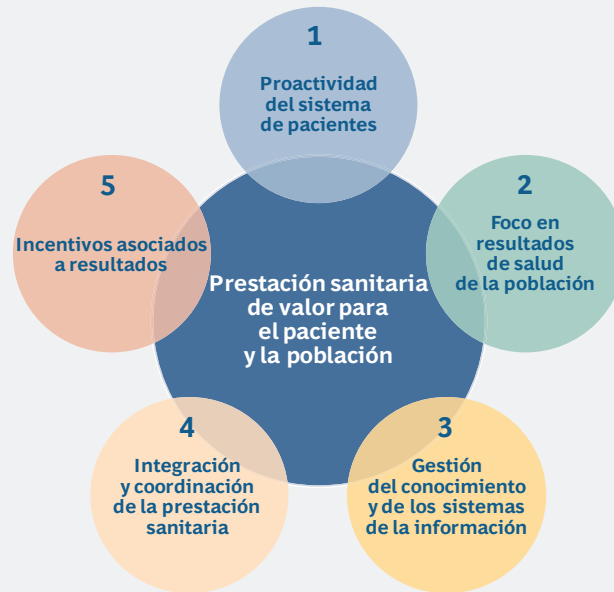 1
Proactividad
del sistema
de pacientes
2
Foco en
resultados
de salud
de la población
3
Gestión
del conocimiento
y de los sistemas
de la información
4
Integración
y coordinación
de la prestación
sanitaria
5
Incentivos asociados
a resultados
Prestación sanitaria
de valor para
el paciente
y la población